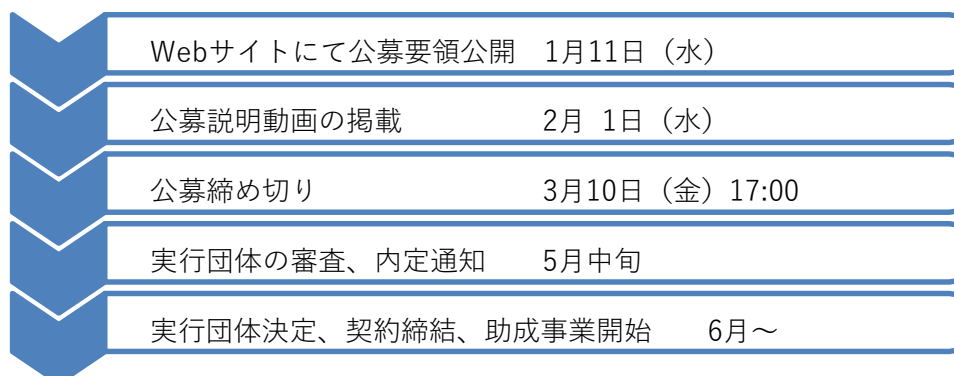 Webサイトにて公募要領公開　1月11日（水）
公募説明動画の掲載　　　　　2月 1日（水）
公募締め切り　　　　　　　　3月10日（金）17:00
実行団体の審査、内定通知　　5月中旬
実行団体決定、契約締結、助成事業開始　　6月～